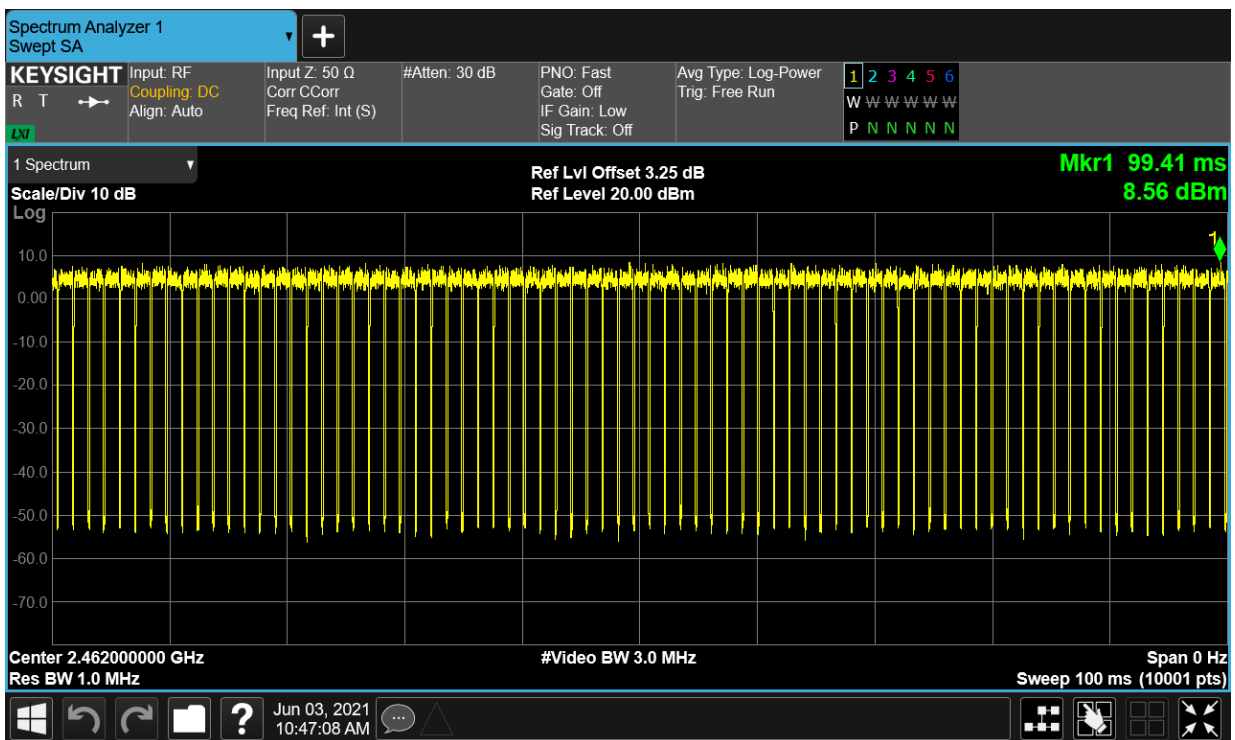 Spectrum Analyzer 1
Swept SA
KEYSIGHT
R T
LXI
Input: RF
Coupling: DC
Align: Auto
Input Z: 50 Ω
Corr CCorr
Freq Ref: Int (S)
#Atten: 30 dB
PNO: Fast
Gate: Off
IF Gain: Low
Sig Track: Off
Avg Type: Log-Power
Trig: Free Run
1 2 3 4 5 6
W W W W W W
P N N N N N
1 Spectrum
Scale/Div 10 dB
Ref Lvl Offset 3.25 dB
Ref Level 20.00 dBm
Mkr1 99.41 ms
8.56 dBm
Log
1
10.0
0.00
-10.0
-20.0
-30.0
-40.0
-50.0
-60.0
-70.0
Center 2.462000000 GHz
Res BW 1.0 MHz
#Video BW 3.0 MHz
Span 0 Hz
Sweep 100 ms (10001 pts)
?
Jun 03, 2021
10:47:08 AM